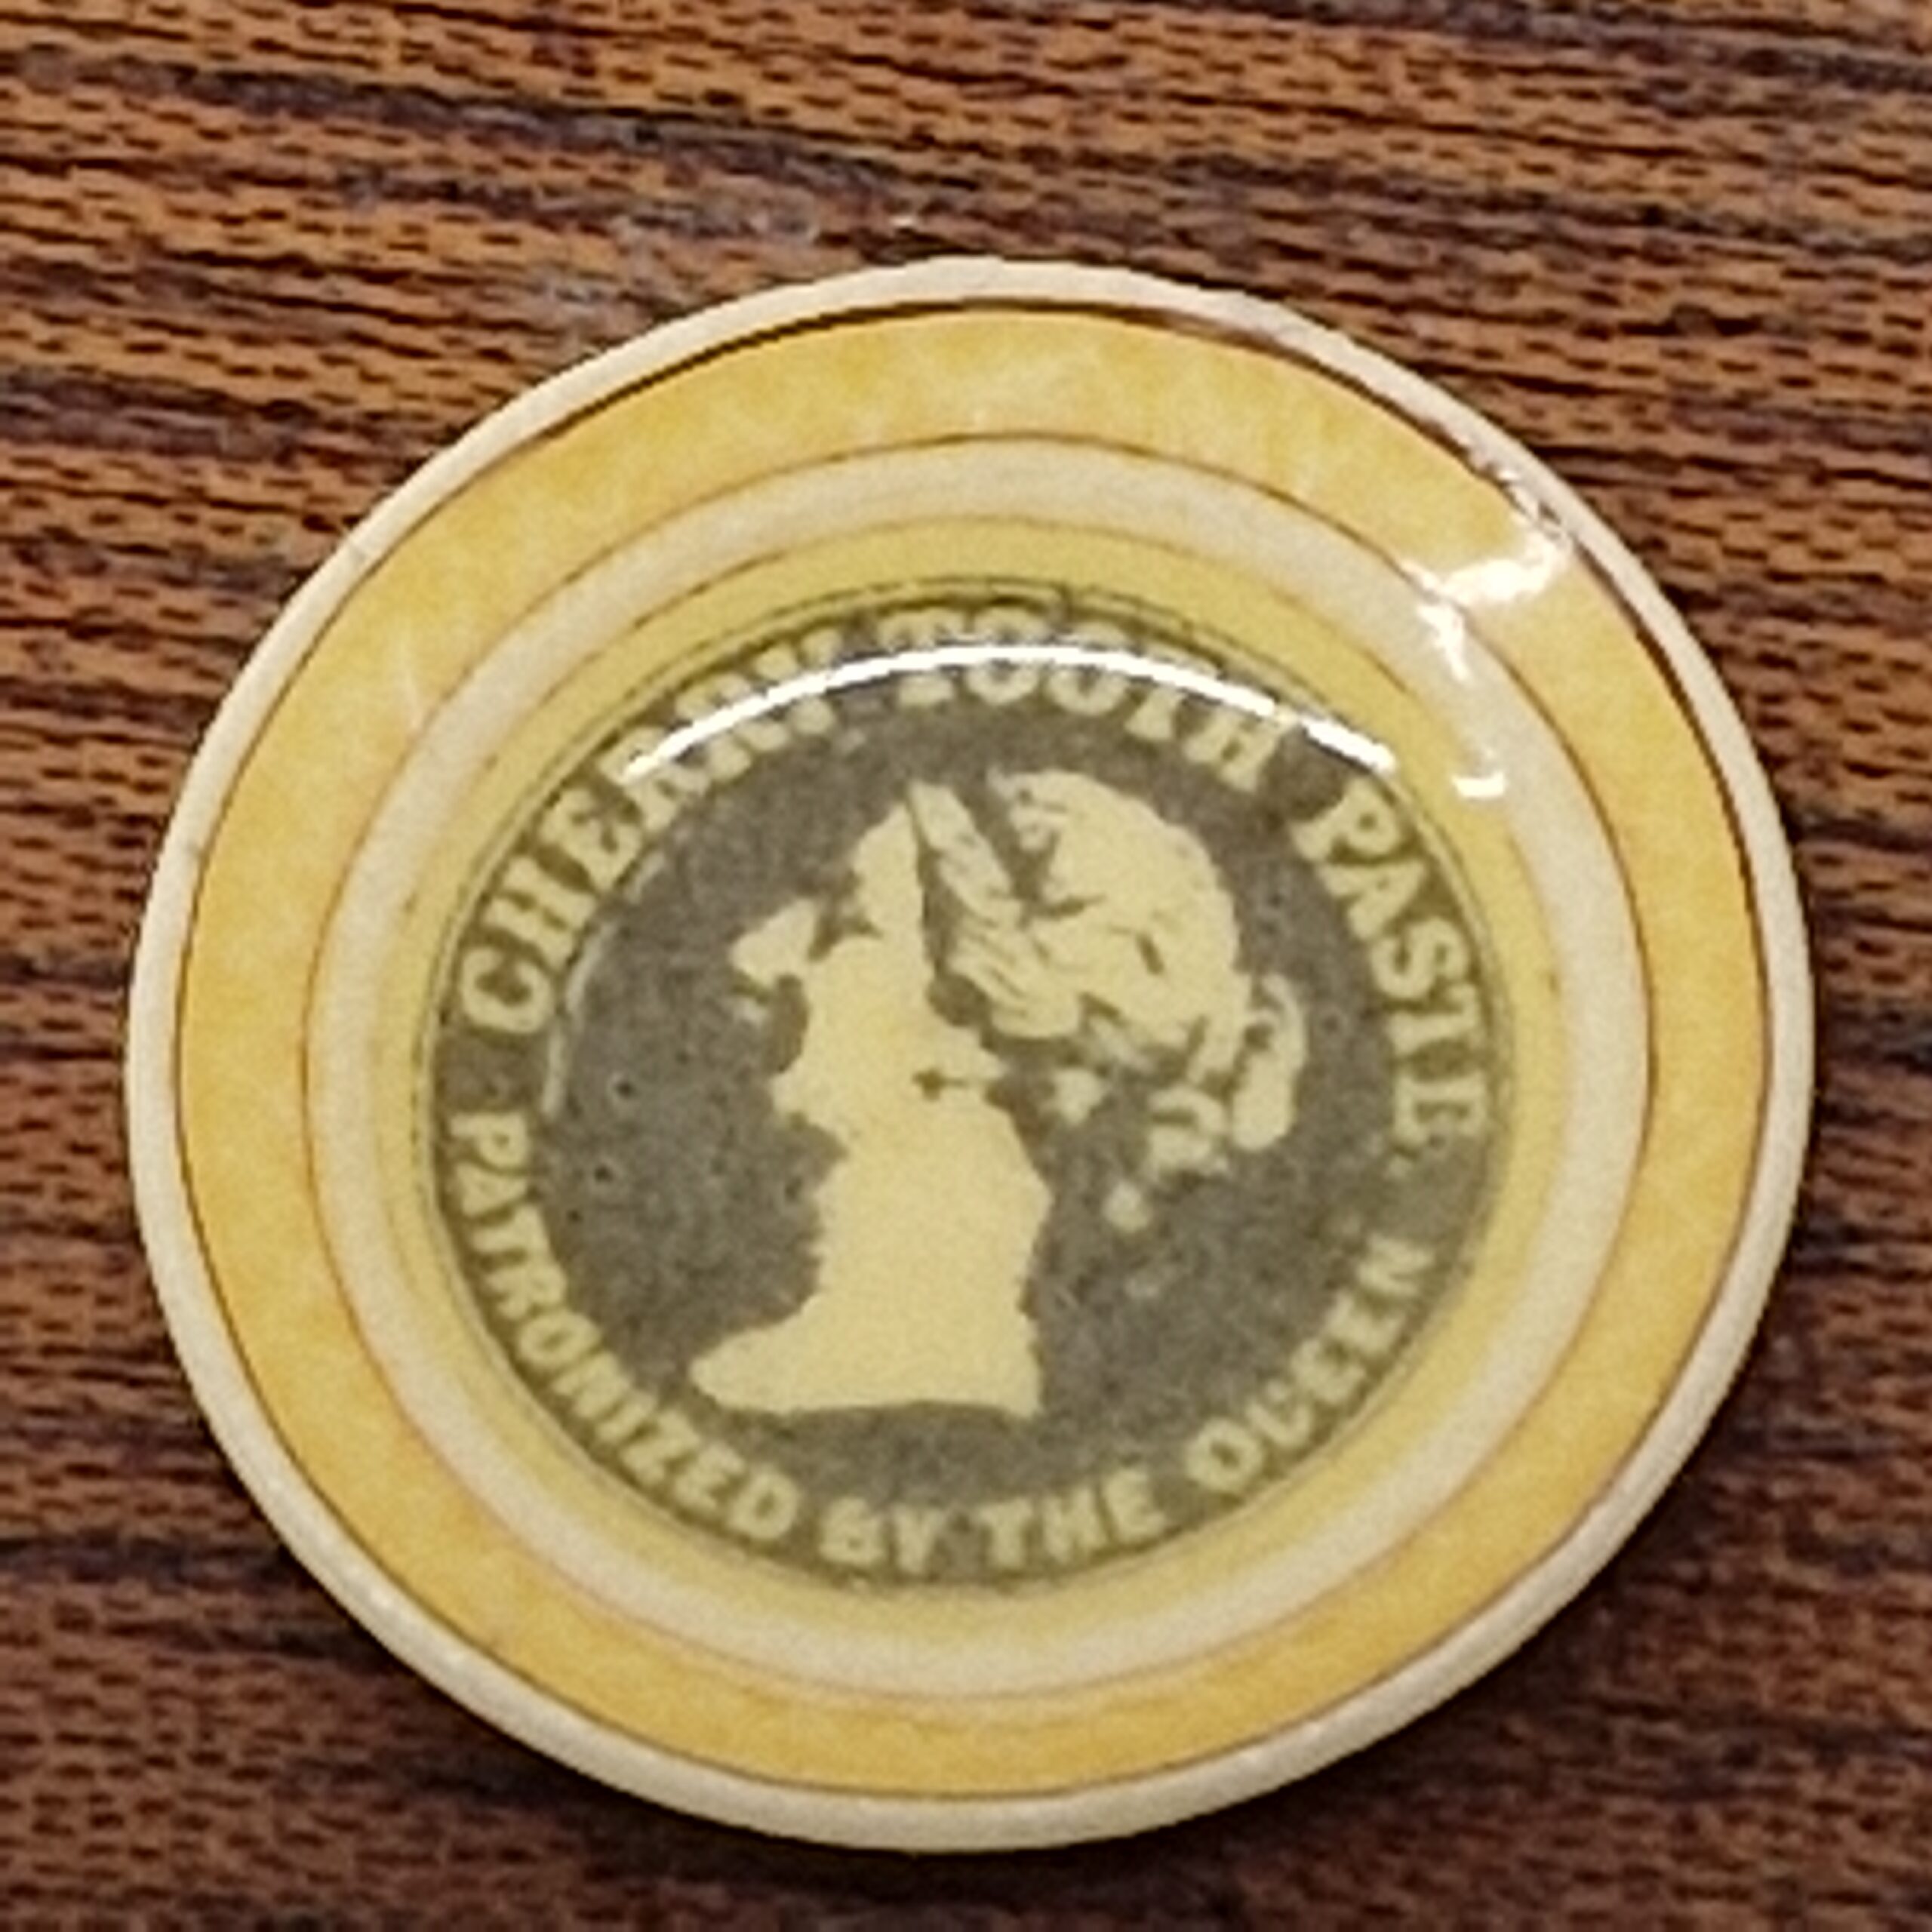 CHERRY TOOTH PASTE
PATRONIZED BY THE QUEEN